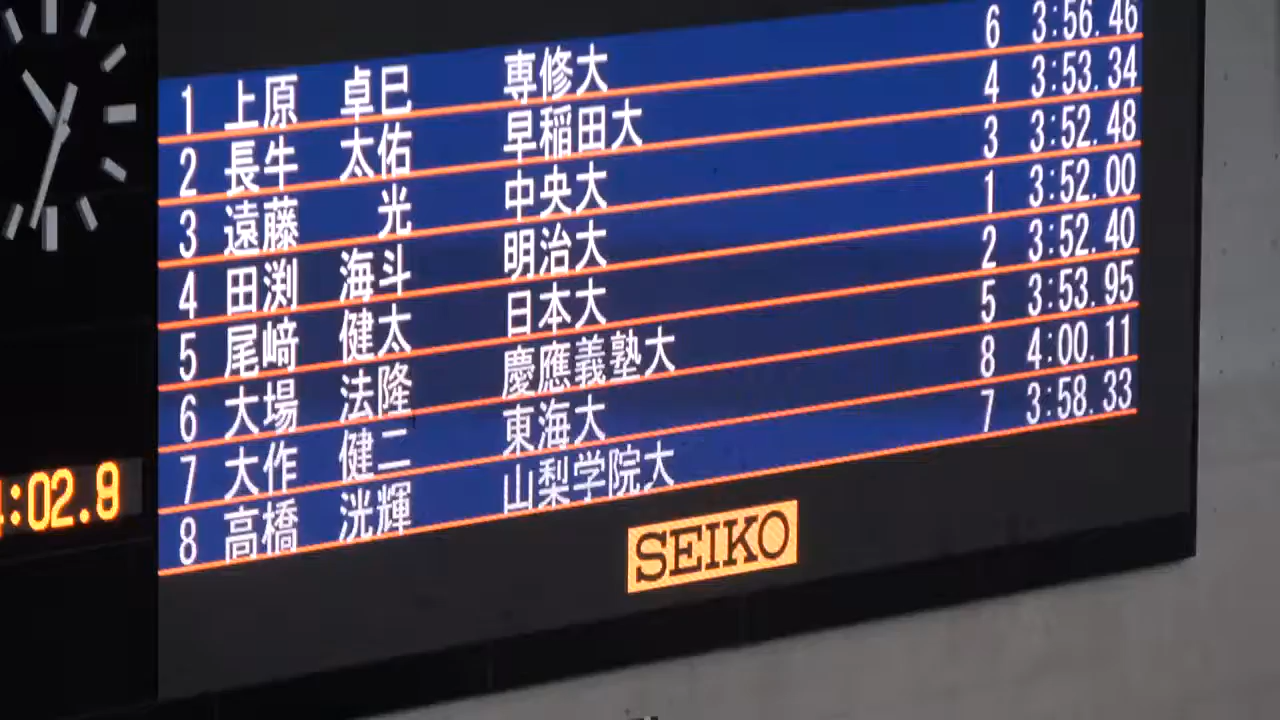 1 上原 卓巳 専修大 6 3:56.46
2 長牛 太佑 早稲田大 4 3:53.34
3 遠藤 光 中央大 3 3:52.48
4 田渕 海斗 明治大 1 3:52.00
5 尾﨑 健太 日本大 2 3:52.40
6 大場 法隆 慶應義塾大 5 3:53.95
7 大作 健二 東海大 8 4:00.11
8 高橋 洸輝 山梨学院大 7 3:58.33
:02.8
SEIKO